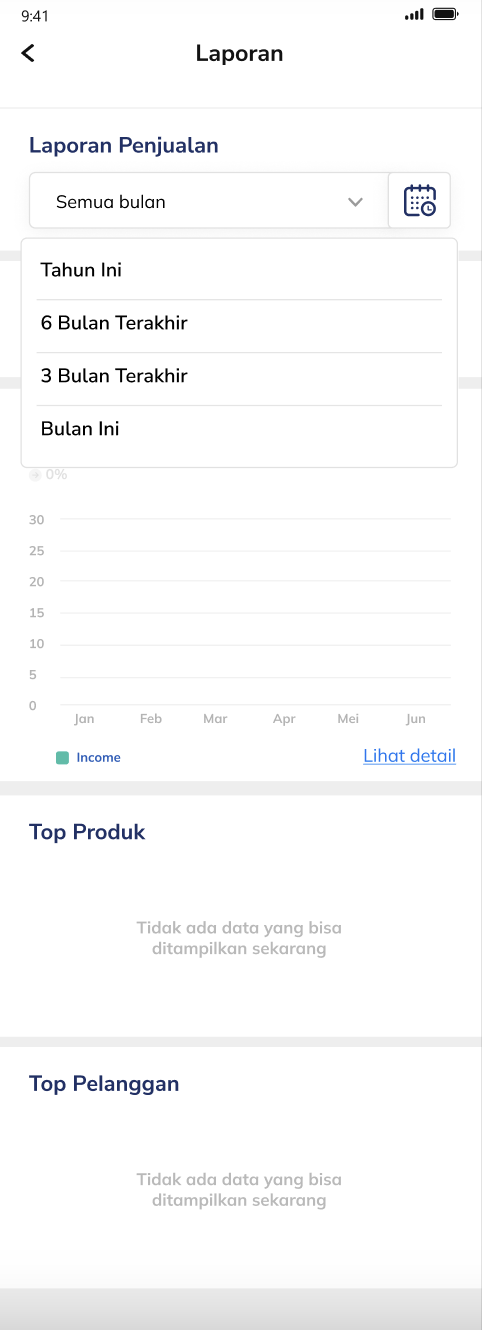 9:41
Laporan
Laporan Penjualan
Semua bulan
Tahun Ini
6 Bulan Terakhir
3 Bulan Terakhir
Bulan Ini
0%
30
25
20
15
10
5
0
Jan Feb Mar Apr Mei Jun
Income
Lihat detail
Top Produk
Tidak ada data yang bisa
ditampilkan sekarang
Top Pelanggan
Tidak ada data yang bisa
ditampilkan sekarang